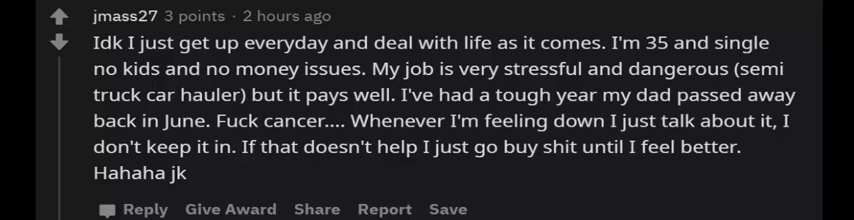 jmass27 3 points · 2 hours ago
Idk I just get up everyday and deal with life as it comes. I'm 35 and single
no kids and no money issues. My job is very stressful and dangerous (semi
truck car hauler) but it pays well. I've had a tough year my dad passed away
back in June. Fuck cancer.... Whenever I'm feeling down I just talk about it, I
don't keep it in. If that doesn't help I just go buy shit until I feel better.
Hahaha jk
Reply Give Award Share Report Save